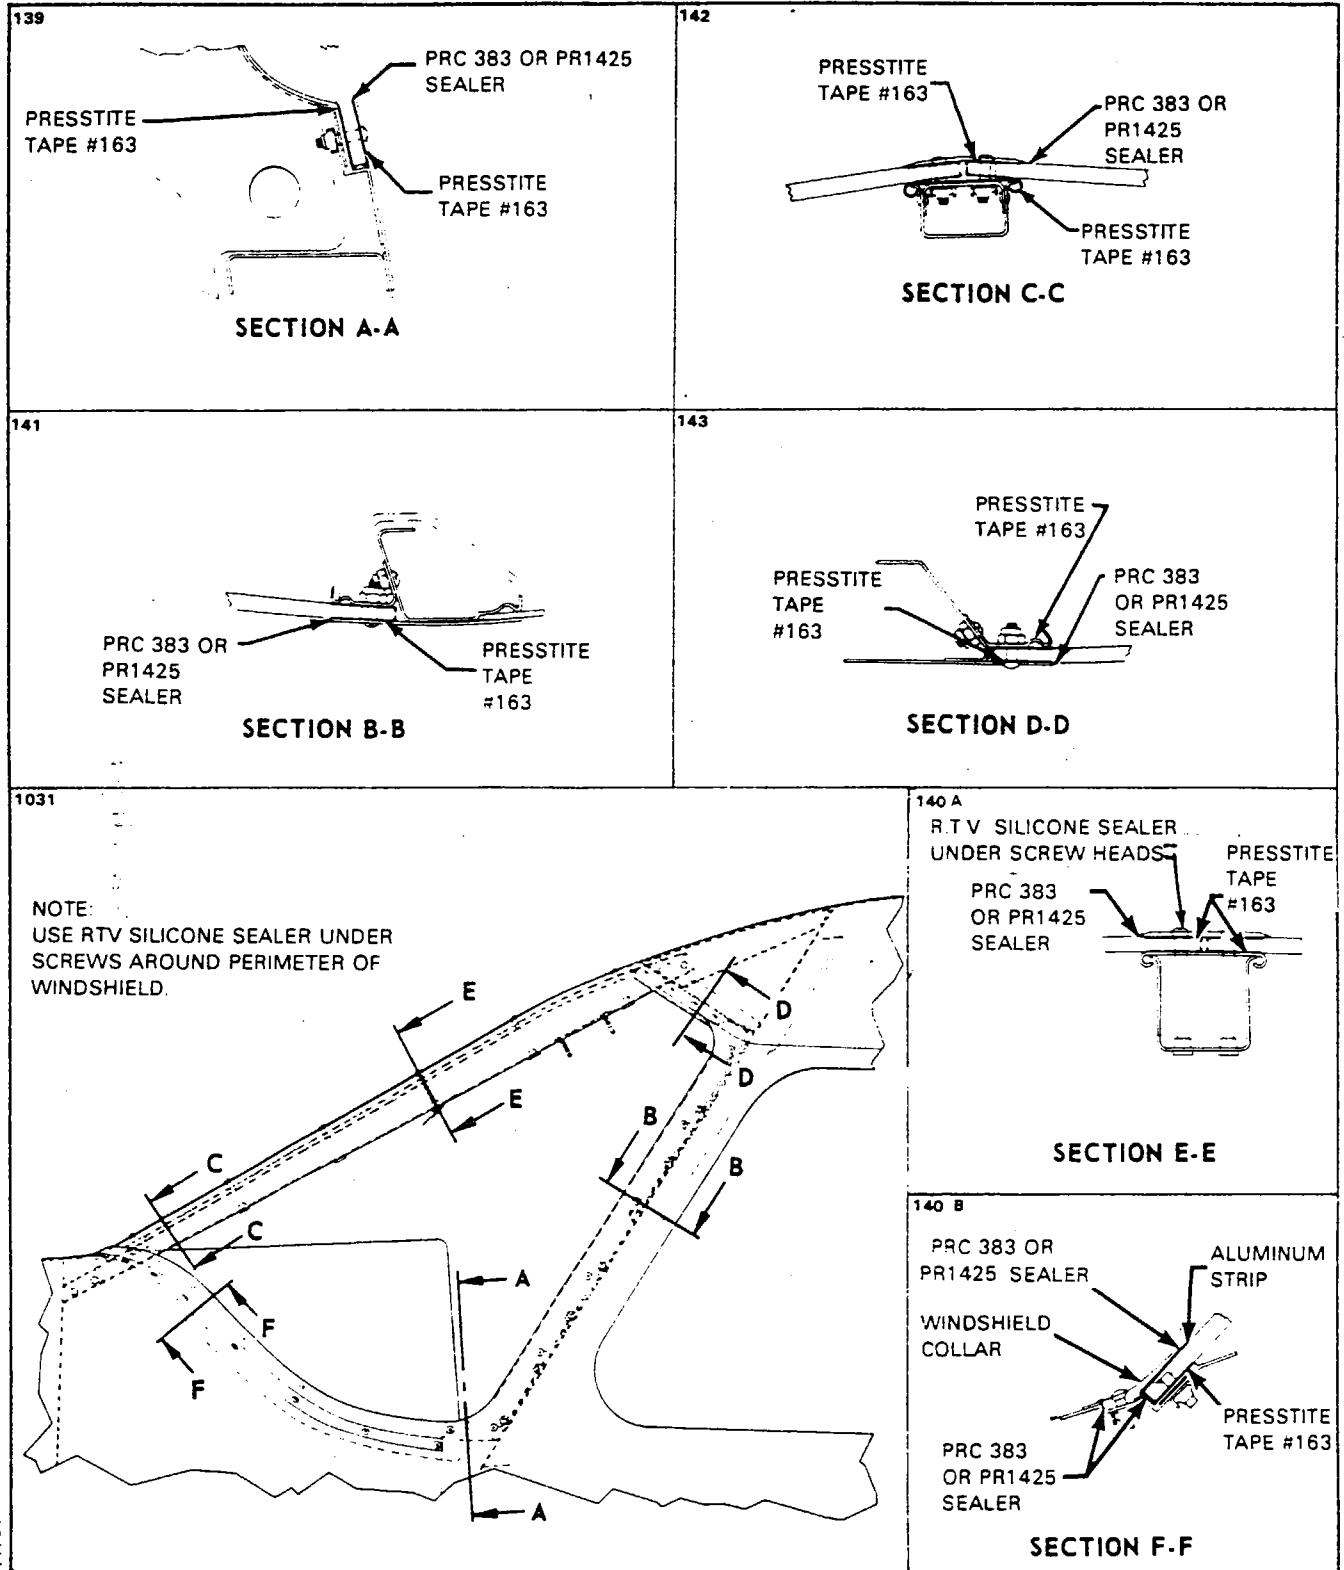 139
PRC 383 OR PR1425
SEALER
PRESSTITE
TAPE #163
PRESSTITE
TAPE #163
SECTION A-A
142
PRESSTITE
TAPE #163
PRC 383 OR
PR1425
SEALER
PRESSTITE
TAPE #163
SECTION C-C
141
PRC 383 OR
PR1425
SEALER
PRESSTITE
TAPE
#163
SECTION B-B
143
PRESSTITE
TAPE #163
PRESSTITE
TAPE
#163
PRC 383
OR PR1425
SEALER
SECTION D-D
1031
NOTE:
USE RTV SILICONE SEALER UNDER
SCREWS AROUND PERIMETER OF
WINDSHIELD.
E
E
D
D
B
B
C
C
A
F
F
A
140 A
R.T V SILICONE SEALER
UNDER SCREW HEADS
PRESSTITE
TAPE
#163
PRC 383
OR PR1425
SEALER
SECTION E-E
140 B
PRC 383 OR
PR1425 SEALER
ALUMINUM
STRIP
WINDSHIELD
COLLAR
PRESSTITE
TAPE #163
PRC 383
OR PR1425
SEALER
SECTION F-F